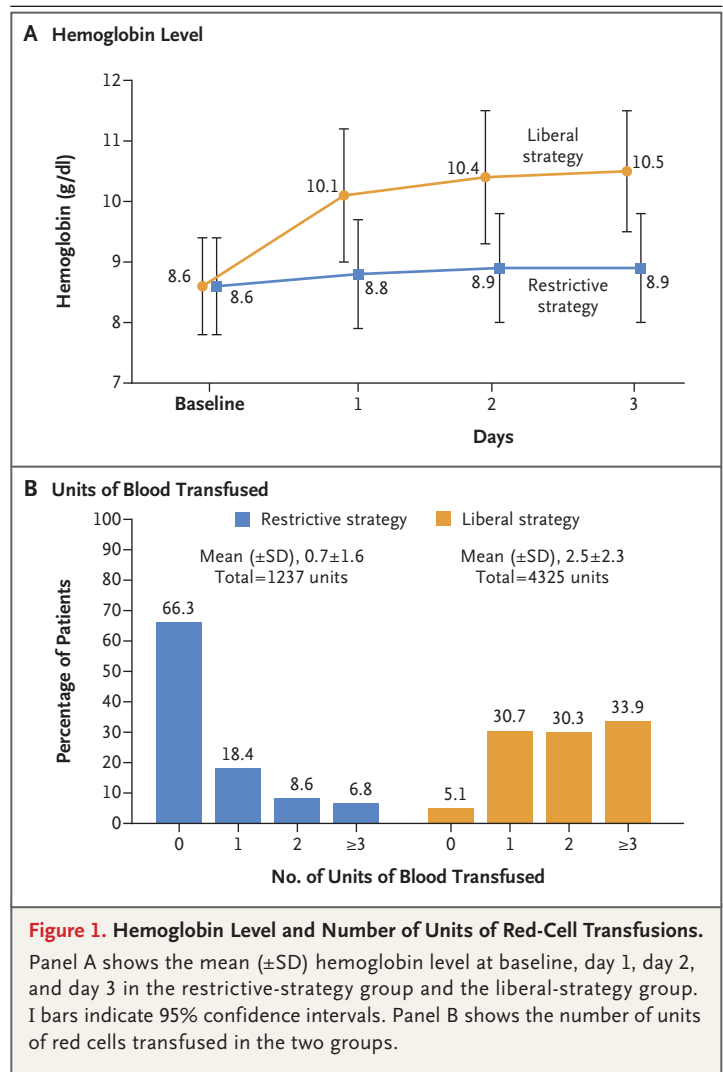 A Hemoglobin Level
12
11
10
9
8
7
Hemoglobin (g/dl)
8.6
10.1
10.4
10.5
Liberal
strategy
8.6
8.8
8.9
8.9
Restrictive
strategy
Baseline 1 2 3
Days
B Units of Blood Transfused
100
90
80
70
60
50
40
30
20
10
0
Percentage of Patients
Restrictive strategy Liberal strategy
Mean (±SD), 0.7±1.6 Mean (±SD), 2.5±2.3
Total=1237 units Total=4325 units
66.3 18.4 8.6 6.8 5.1 30.7 30.3 33.9
0 1 2 ≥3 0 1 2 ≥3
No. of Units of Blood Transfused
Figure 1. Hemoglobin Level and Number of Units of Red-Cell Transfusions.
Panel A shows the mean (±SD) hemoglobin level at baseline, day 1, day 2,
and day 3 in the restrictive-strategy group and the liberal-strategy group.
I bars indicate 95% confidence intervals. Panel B shows the number of units
of red cells transfused in the two groups.